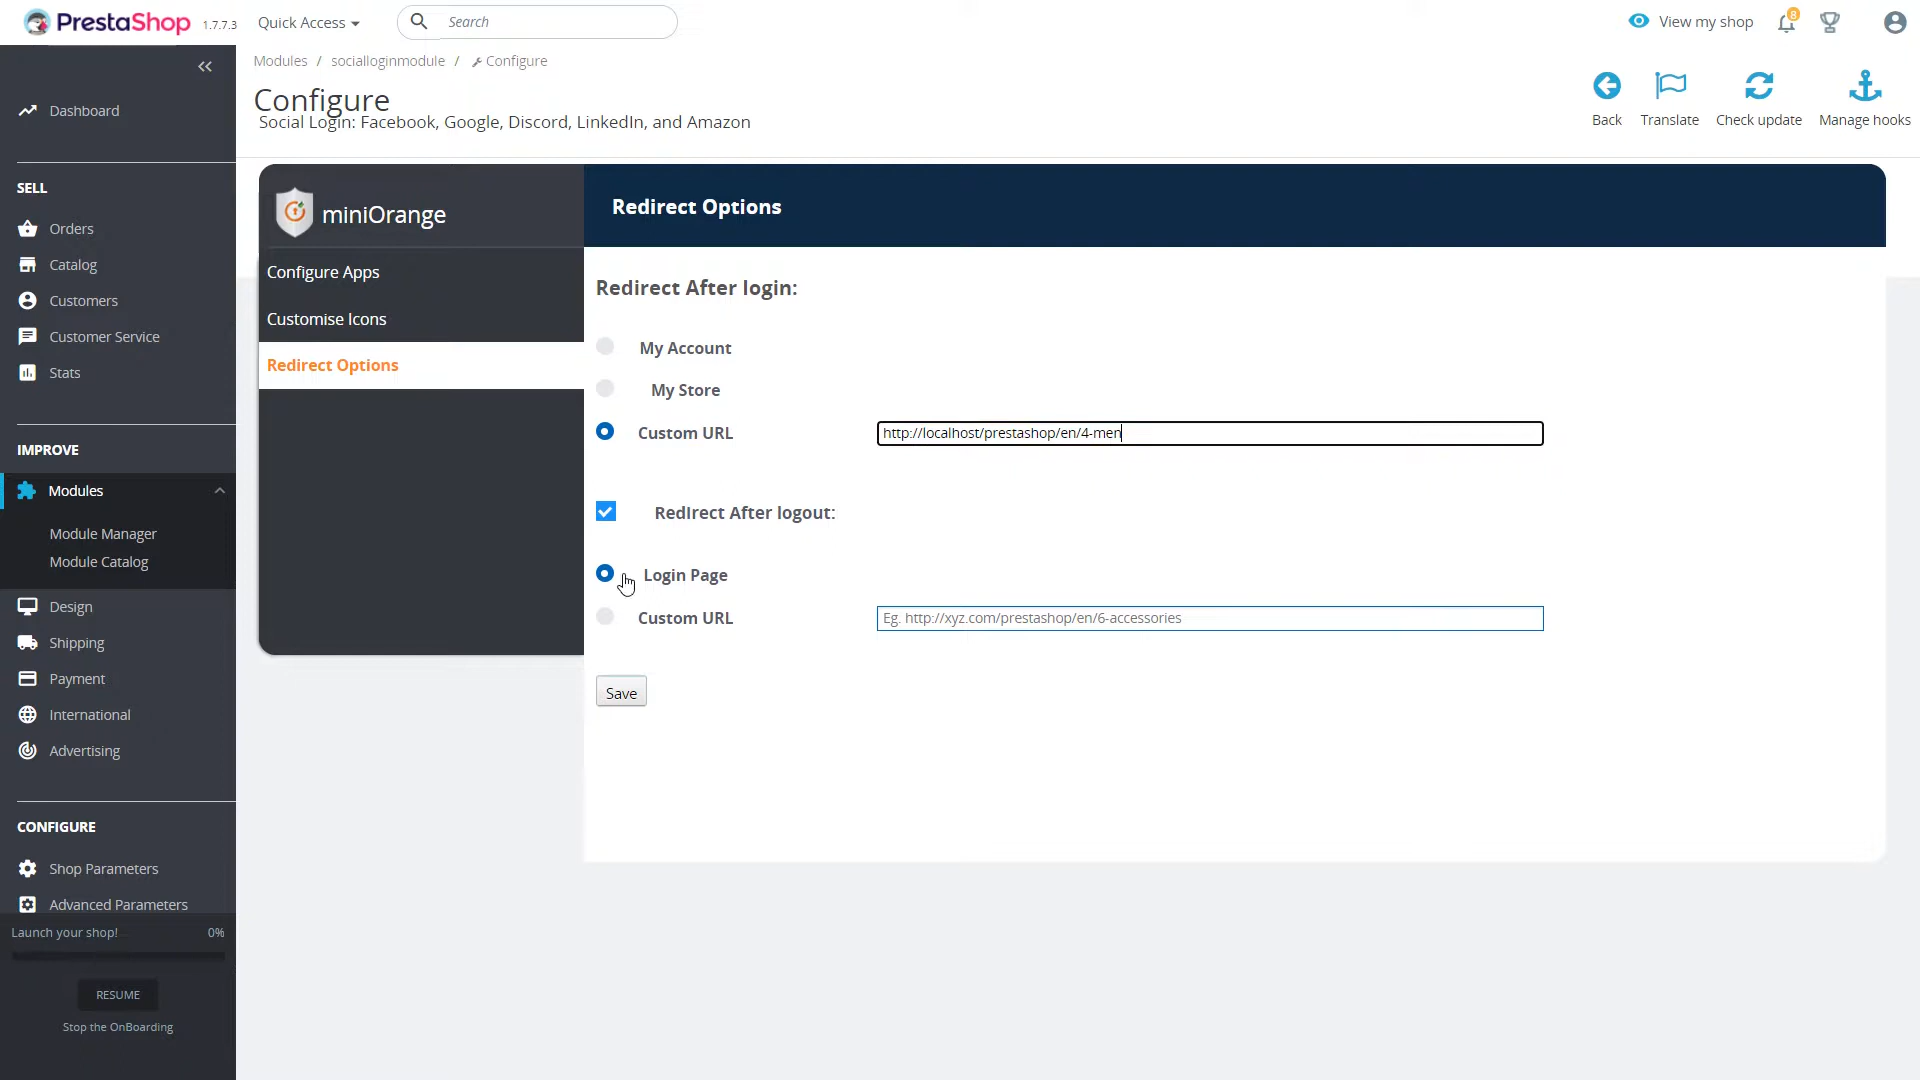 PrestaShop 1.7.7.3 Quick Access Search View my shop 8
Modules / socialloginmodule / Configure
Configure
Social Login: Facebook, Google, Discord, LinkedIn, and Amazon
Back Translate Check update Manage hooks
Dashboard
SELL
Orders
Catalog
Customers
Customer Service
Stats
IMPROVE
Modules
Module Manager
Module Catalog
Design
Shipping
Payment
International
Advertising
CONFIGURE
Shop Parameters
Advanced Parameters
Launch your shop! 0%
RESUME
Stop the OnBoarding
miniOrange
Configure Apps
Customise Icons
Redirect Options
Redirect Options
Redirect After login:
My Account
My Store
Custom URL http://localhost/prestashop/en/4-men
RedIrect After logout:
Login Page
Custom URL Eg. http://xyz.com/prestashop/en/6-accessories
Save